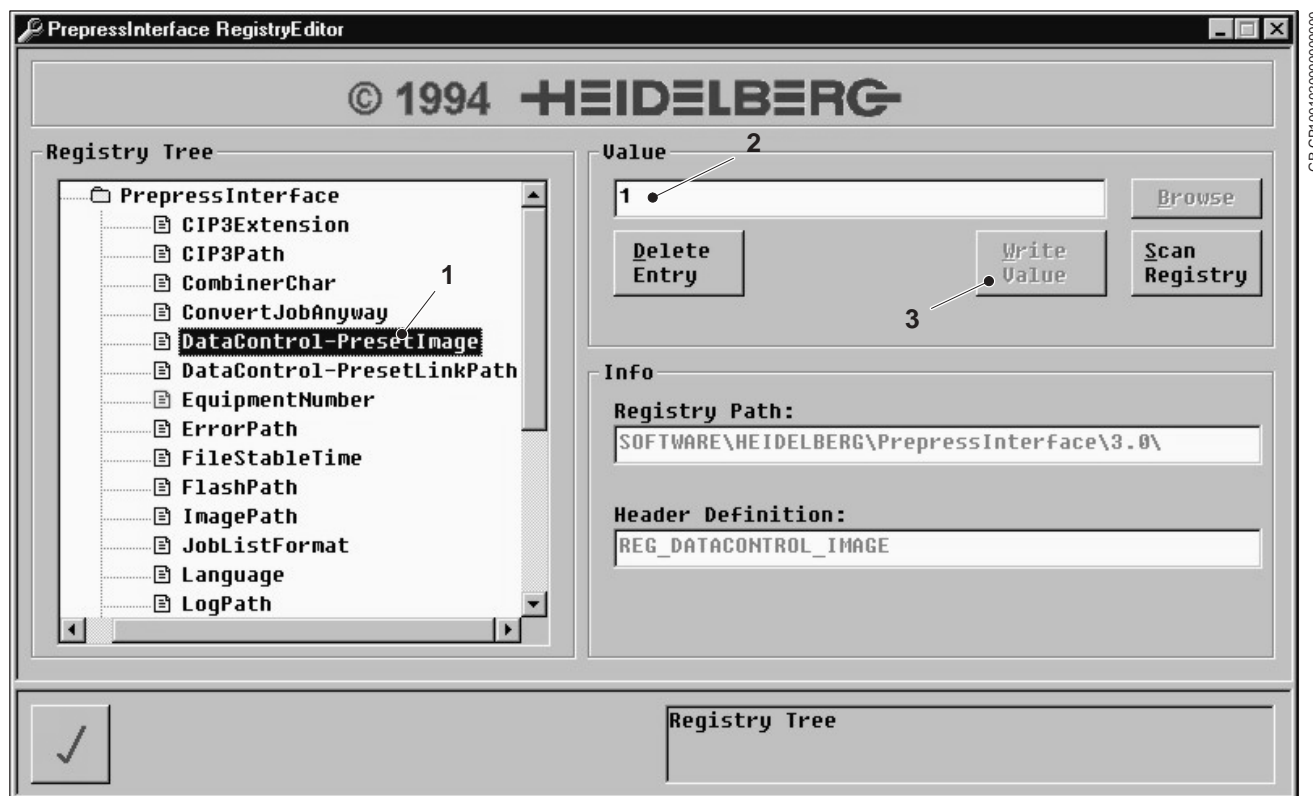 PrepressInterface RegistryEditor
© 1994 HEIDELBERG
Registry Tree
PrepressInterface
CIP3Extension
CIP3Path
CombinerChar
ConvertJobAnyway
DataControl-PresetImage
DataControl-PresetLinkPath
EquipmentNumber
ErrorPath
FileStableTime
FlashPath
ImagePath
JobListFormat
Language
LogPath
1
Value
2
1
Browse
Delete
Entry
Write
Value
Scan
Registry
3
Info
Registry Path:
SOFTWARE\HEIDELBERG\PrepressInterface\3.0\
Header Definition:
REG_DATACONTROL_IMAGE
Registry Tree